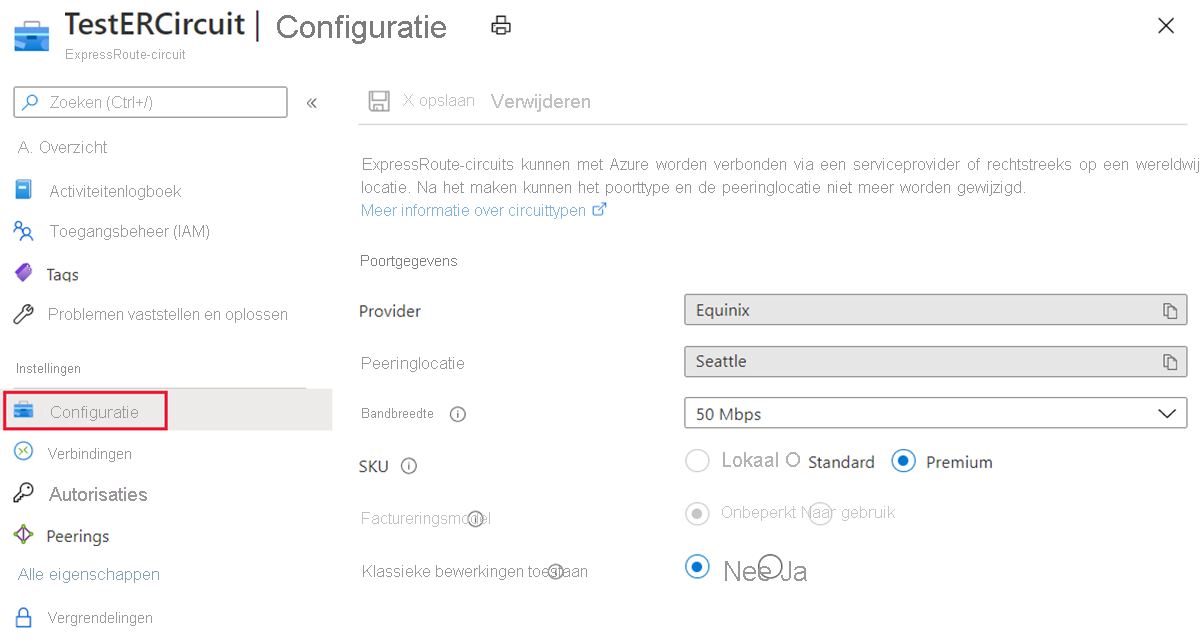 TestERCircuit | Configuratie
ExpressRoute-circuit
Zoeken (Ctrl+/)
«
X opslaan Verwijderen
A. Overzicht
Activiteitenlogboek
Toegangsbeheer (IAM)
Tags
Problemen vaststellen en oplossen
Instellingen
Configuratie
Verbindingen
Autorisaties
Peerings
Alle eigenschappen
Vergrendelingen
ExpressRoute-circuits kunnen met Azure worden verbonden via een serviceprovider of rechtstreeks op een wereldwij
locatie. Na het maken kunnen het poorttype en de peeringlocatie niet meer worden gewijzigd.
Meer informatie over circuittypen
Poortgegevens
Provider Equinix
Peeringlocatie Seattle
Bandbreedte 50 Mbps
SKU Lokaal O Standard Premium
Factureringsmodel Onbeperkt Naar gebruik
Klassieke bewerkingen toestaan Nee Ja